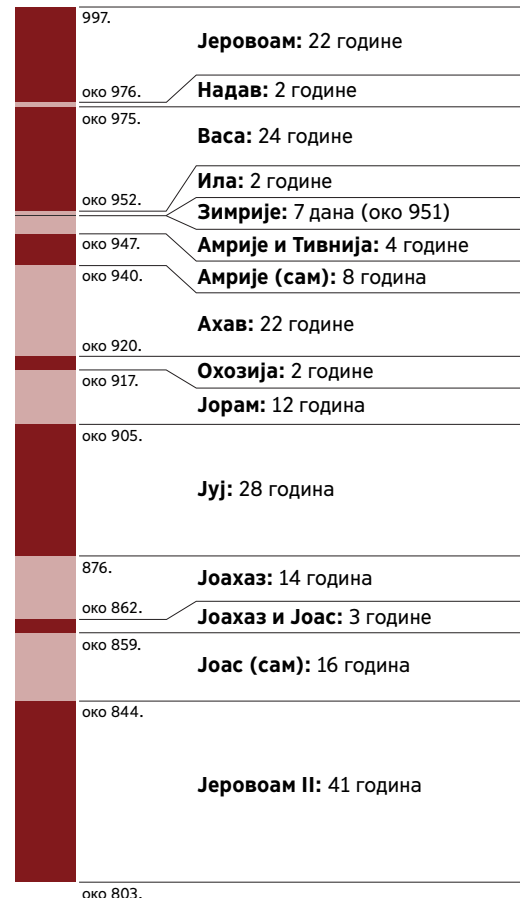 997.
Јеровоам: 22 године
око 976.
Надав: 2 године
око 975.
Васа: 24 године
Ила: 2 године
око 952.
Зимрије: 7 дана (око 951)
око 947.
Амрије и Тивнија: 4 године
око 940.
Амрије (сам): 8 година
Ахав: 22 године
око 920.
Охозија: 2 године
око 917.
Јорам: 12 година
око 905.
Јуј: 28 година
876.
Јоахаз: 14 година
око 862.
Јоахаз и Јоас: 3 године
око 859.
Јоас (сам): 16 година
око 844.
Јеровоам II: 41 година
око 803.